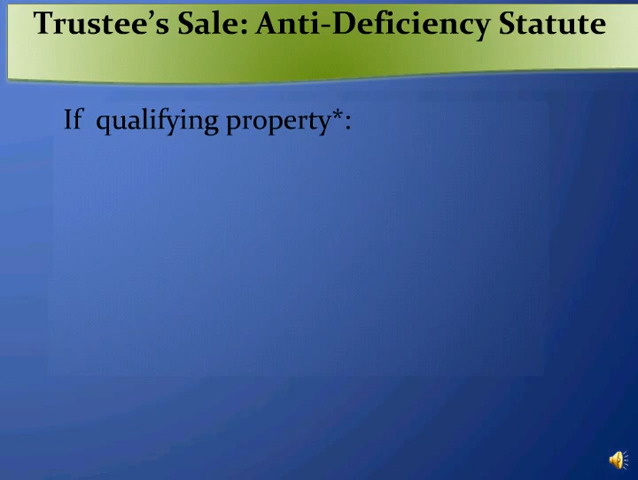 Trustee’s Sale: Anti-Deficiency Statute
If qualifying property*: